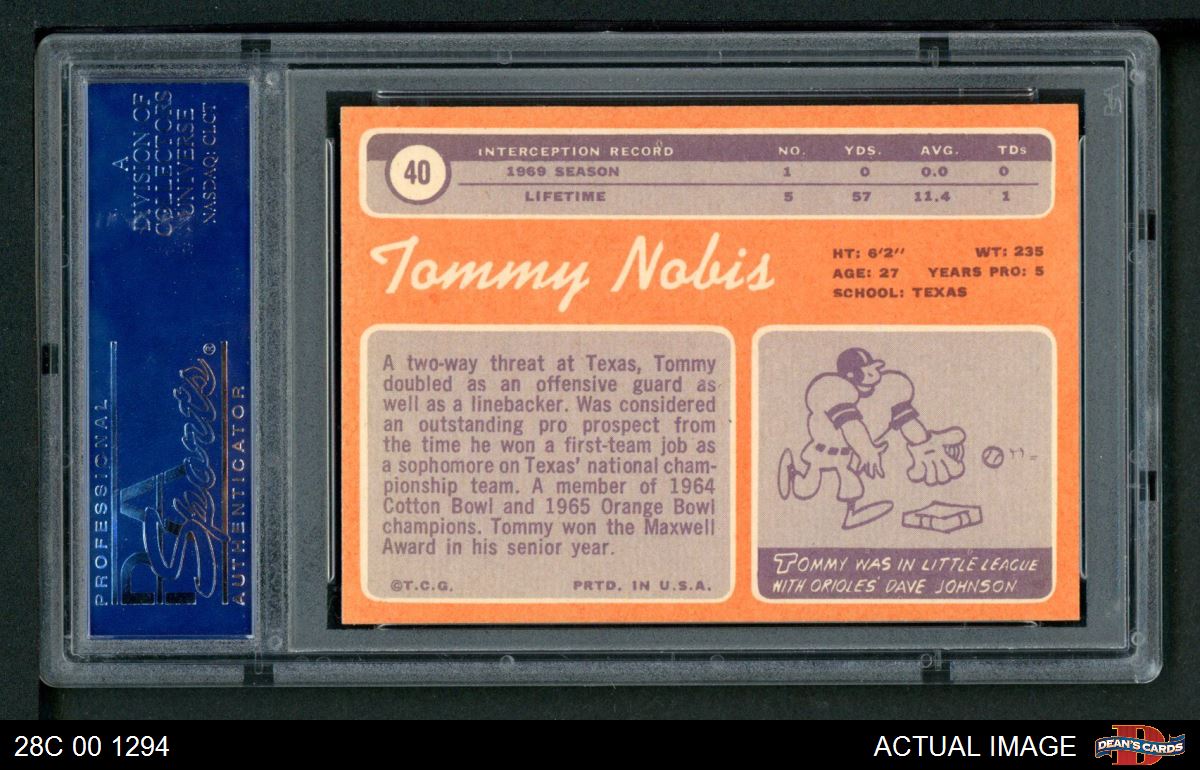 A
DIVISION OF
COLLECTORS
UNIVERSE
NASDAQ: CLCT
PROFESSIONAL
PSA
Sports®
AUTHENTICATOR
40
INTERCEPTION RECORD NO. YDS. AVG. TDs
1969 SEASON 1 0 0.0 0
LIFETIME 5 57 11.4 1
Tommy Nobis
HT: 6'2" WT: 235
AGE: 27 YEARS PRO: 5
SCHOOL: TEXAS
A two-way threat at Texas, Tommy
doubled as an offensive guard as
well as a linebacker. Was considered
an outstanding pro prospect from
the time he won a first-team job as
a sophomore on Texas' national cham-
pionship team. A member of 1964
Cotton Bowl and 1965 Orange Bowl
champions. Tommy won the Maxwell
Award in his senior year.
©T.C.G. PRTD. IN U.S.A.
TOMMY WAS IN LITTLE LEAGUE
WITH ORIOLES' DAVE JOHNSON
28C 00 1294
ACTUAL IMAGE
D
DEAN'S CARDS